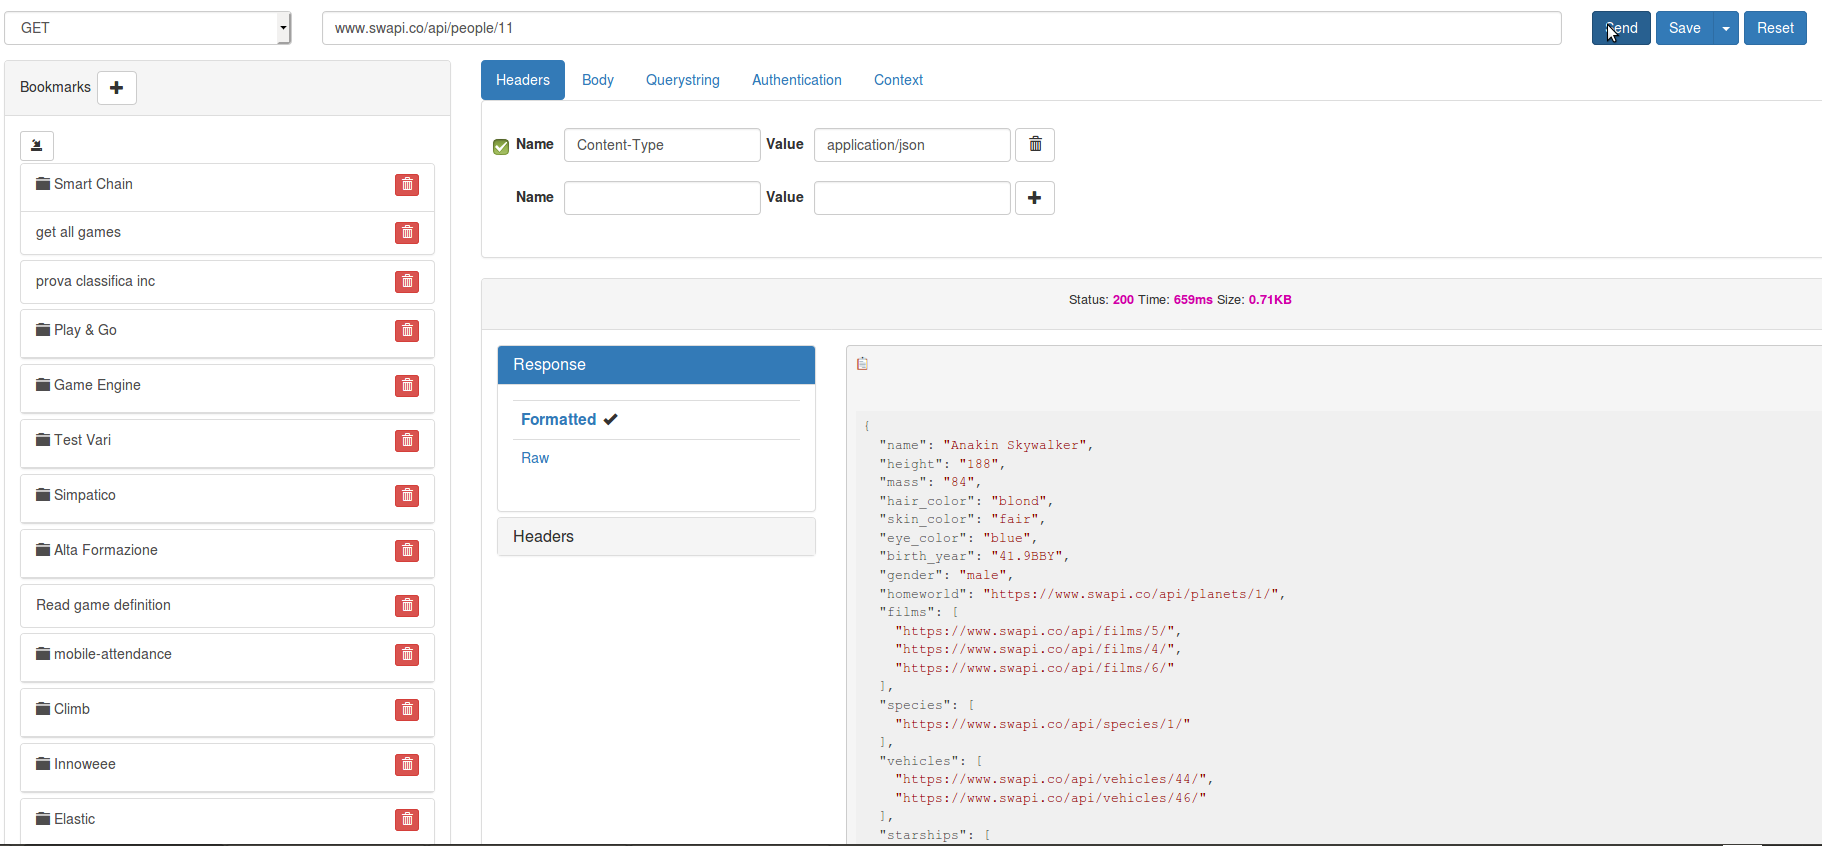 GET
www.swapi.co/api/people/11
Save
Reset
Bookmarks
Smart Chain
get all games
prova classifica inc
Play & Go
Game Engine
Test Vari
Simpatico
Alta Formazione
Read game definition
mobile-attendance
Climb
Innoweee
Elastic
Headers Body Querystring Authentication Context
Name Content-Type Value application/json
Name Value
Status: 200 Time: 659ms Size: 0.71KB
Response
Formatted
Raw
Headers
{
"name": "Anakin Skywalker",
"height": "188",
"mass": "84",
"hair_color": "blond",
"skin_color": "fair",
"eye_color": "blue",
"birth_year": "41.9BBY",
"gender": "male",
"homeworld": "https://www.swapi.co/api/planets/1/",
"films": [
"https://www.swapi.co/api/films/5/",
"https://www.swapi.co/api/films/4/",
"https://www.swapi.co/api/films/6/"
],
"species": [
"https://www.swapi.co/api/species/1/"
],
"vehicles": [
"https://www.swapi.co/api/vehicles/44/",
"https://www.swapi.co/api/vehicles/46/"
],
"starships": [